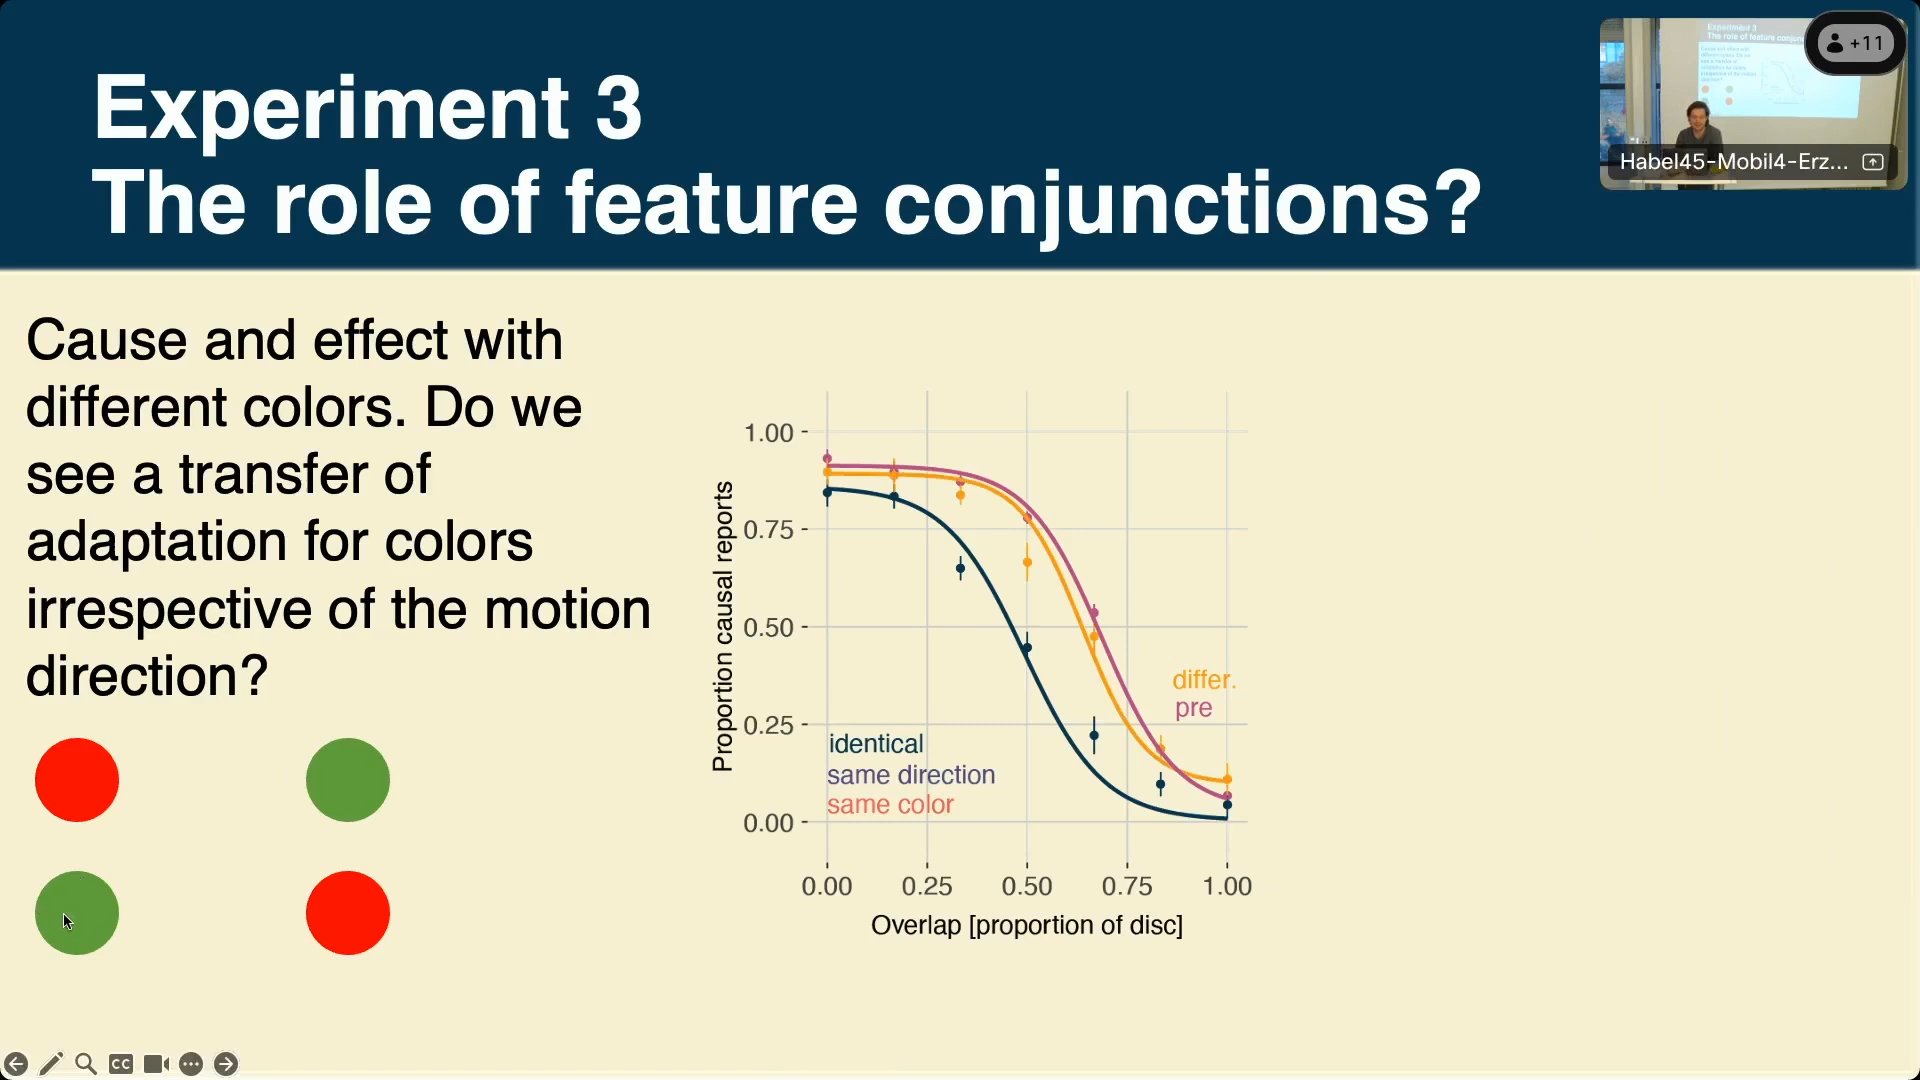 Experiment 3
The role of feature conjunctions?
+11
Habel45-Mobil4-Erz...
Cause and effect with
different colors. Do we
see a transfer of
adaptation for colors
irrespective of the motion
direction?
Proportion causal reports
1.00
0.75
0.50
0.25
0.00
differ.
pre
identical
same direction
same color
0.00 0.25 0.50 0.75 1.00
Overlap [proportion of disc]
CC